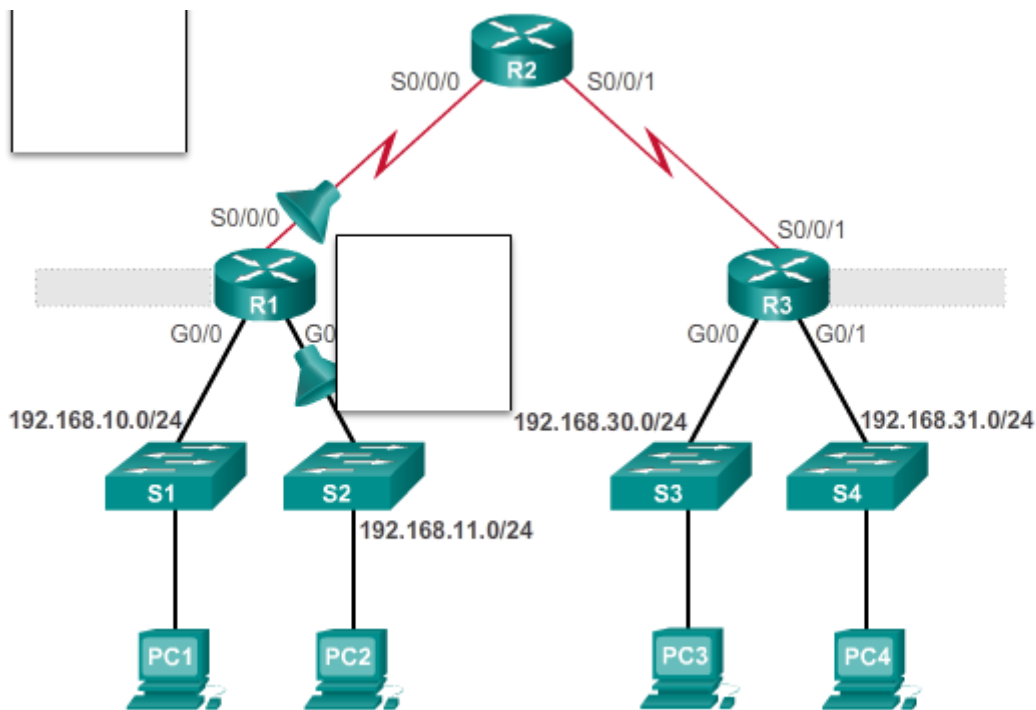 R2
S0/0/0
S0/0/1
S0/0/0
S0/0/1
R1
R3
G0/0
G0/0
G0/1
192.168.10.0/24
192.168.30.0/24
192.168.31.0/24
S1
S2
S3
S4
192.168.11.0/24
PC1
PC2
PC3
PC4